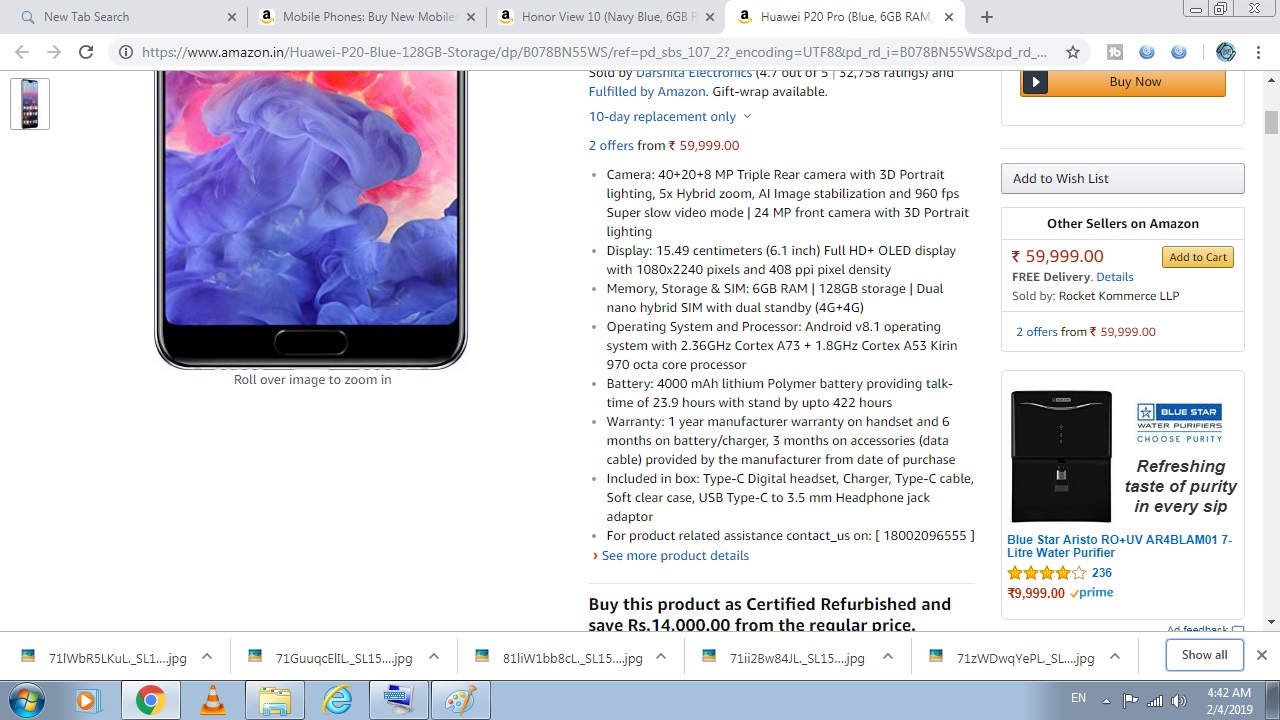 New Tab Search
Mobile Phones: Buy New Mobile
Honor View 10 (Navy Blue, 6GB R
Huawei P20 Pro (Blue, 6GB RAM,
https://www.amazon.in/Huawei-P20-Blue-128GB-Storage/dp/B078BN55WS/ref=pd_sbs_107_2?_encoding=UTF8&pd_rd_i=B078BN55WS&pd_rd_...
Sold by Darshita Electronics (4.7 out of 5 | 32,758 ratings) and
Fulfilled by Amazon. Gift-wrap available.
10-day replacement only
2 offers from ₹ 59,999.00
Camera: 40+20+8 MP Triple Rear camera with 3D Portrait
lighting, 5x Hybrid zoom, AI Image stabilization and 960 fps
Super slow video mode | 24 MP front camera with 3D Portrait
lighting
Display: 15.49 centimeters (6.1 inch) Full HD+ OLED display
with 1080x2240 pixels and 408 ppi pixel density
Memory, Storage & SIM: 6GB RAM | 128GB storage | Dual
nano hybrid SIM with dual standby (4G+4G)
Operating System and Processor: Android v8.1 operating
system with 2.36GHz Cortex A73 + 1.8GHz Cortex A53 Kirin
970 octa core processor
Battery: 4000 mAh lithium Polymer battery providing talk-
time of 23.9 hours with stand by upto 422 hours
Warranty: 1 year manufacturer warranty on handset and 6
months on battery/charger, 3 months on accessories (data
cable) provided by the manufacturer from date of purchase
Included in box: Type-C Digital headset, Charger, Type-C cable,
Soft clear case, USB Type-C to 3.5 mm Headphone jack
adaptor
For product related assistance contact_us on: [ 18002096555 ]
See more product details
Buy this product as Certified Refurbished and
save Rs.14,000.00 from the regular price.
Roll over image to zoom in
Buy Now
Add to Wish List
Other Sellers on Amazon
₹ 59,999.00
Add to Cart
FREE Delivery. Details
Sold by: Rocket Kommerce LLP
2 offers from ₹ 59,999.00
BLUE STAR
WATER PURIFIERS
CHOOSE PURITY
Refreshing
taste of purity
in every sip
Blue Star Aristo RO+UV AR4BLAM01 7-
Litre Water Purifier
236
₹9,999.00 prime
Ad feedback
71lWbR5LKuL._SL1....jpg
71GuuqcElIL._SL15....jpg
81liW1bb8cL._SL15....jpg
71ii2Bw84JL._SL15....jpg
71zWDwqYePL._SL....jpg
Show all
EN
4:42 AM
2/4/2019